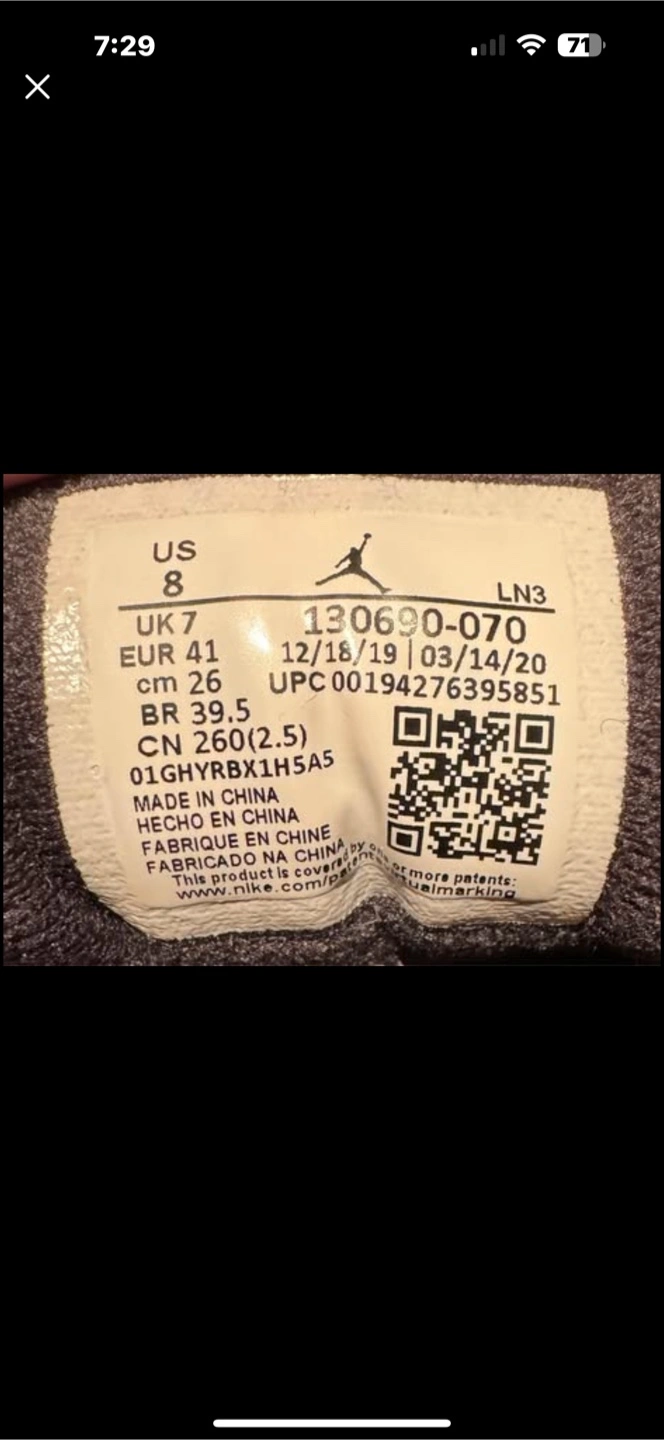 7:29
71
US
8
LN3
UK 7
130690-070
EUR 41
12/18/19 | 03/14/20
cm 26
UPC 00194276395851
BR 39.5
CN 260(2.5)
01GHYRBX1H5A5
MADE IN CHINA
HECHO EN CHINA
FABRIQUE EN CHINE
FABRICADO NA CHINA
This product is covered by one or more patents:
www.nike.com/